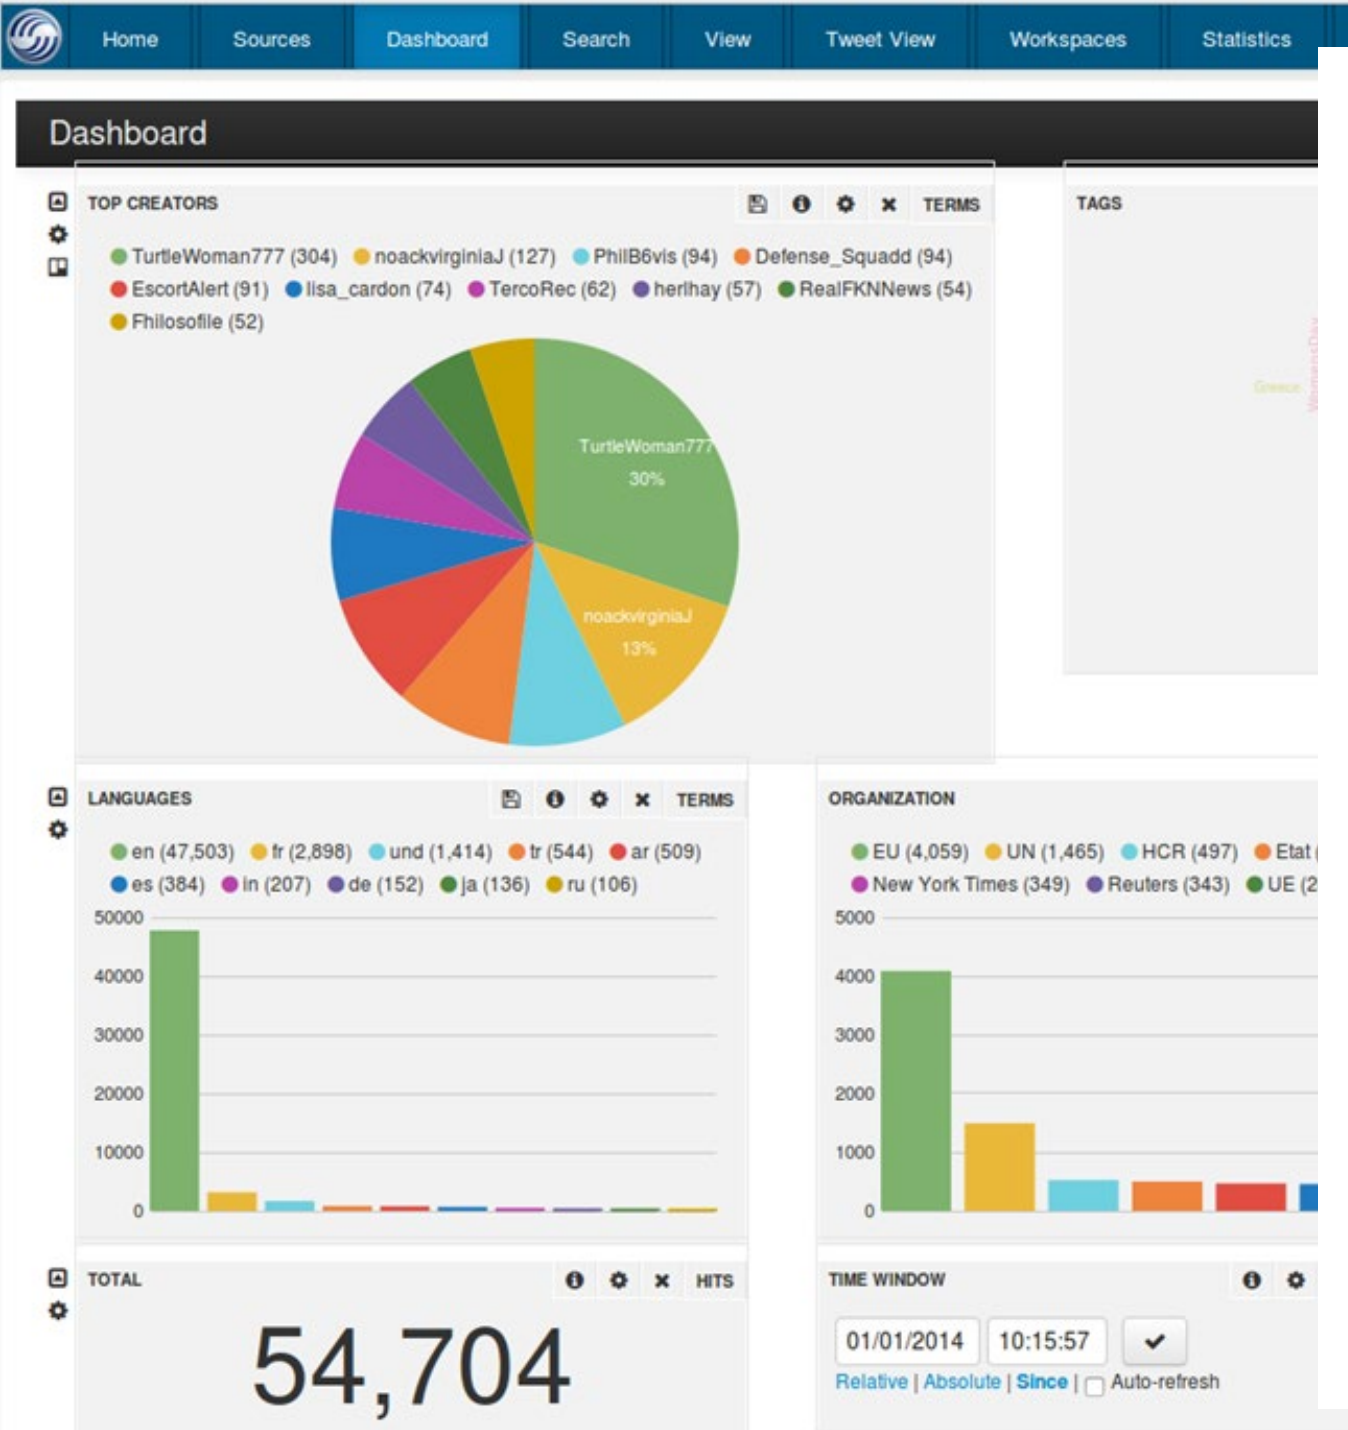 Home Sources Dashboard Search View Tweet View Workspaces Statistics
Dashboard
TOP CREATORS TERMS
TurtleWoman777 (304) noackvirginiaJ (127) PhilB6vis (94) Defense_Squadd (94)
EscortAlert (91) lisa_cardon (74) TercoRec (62) herlhay (57) RealFKNNews (54)
Fhilosofile (52)
TurtleWoman777
30%
noackvirginiaJ
13%
TAGS
WomensDay
Greece
LANGUAGES TERMS
en (47,503) fr (2,898) und (1,414) tr (544) ar (509)
es (384) in (207) de (152) ja (136) ru (106)
50000
40000
30000
20000
10000
0
ORGANIZATION
EU (4,059) UN (1,465) HCR (497) Etat (
New York Times (349) Reuters (343) UE (2
5000
4000
3000
2000
1000
0
TOTAL HITS
54,704
TIME WINDOW
01/01/2014 10:15:57
Relative | Absolute | Since | Auto-refresh